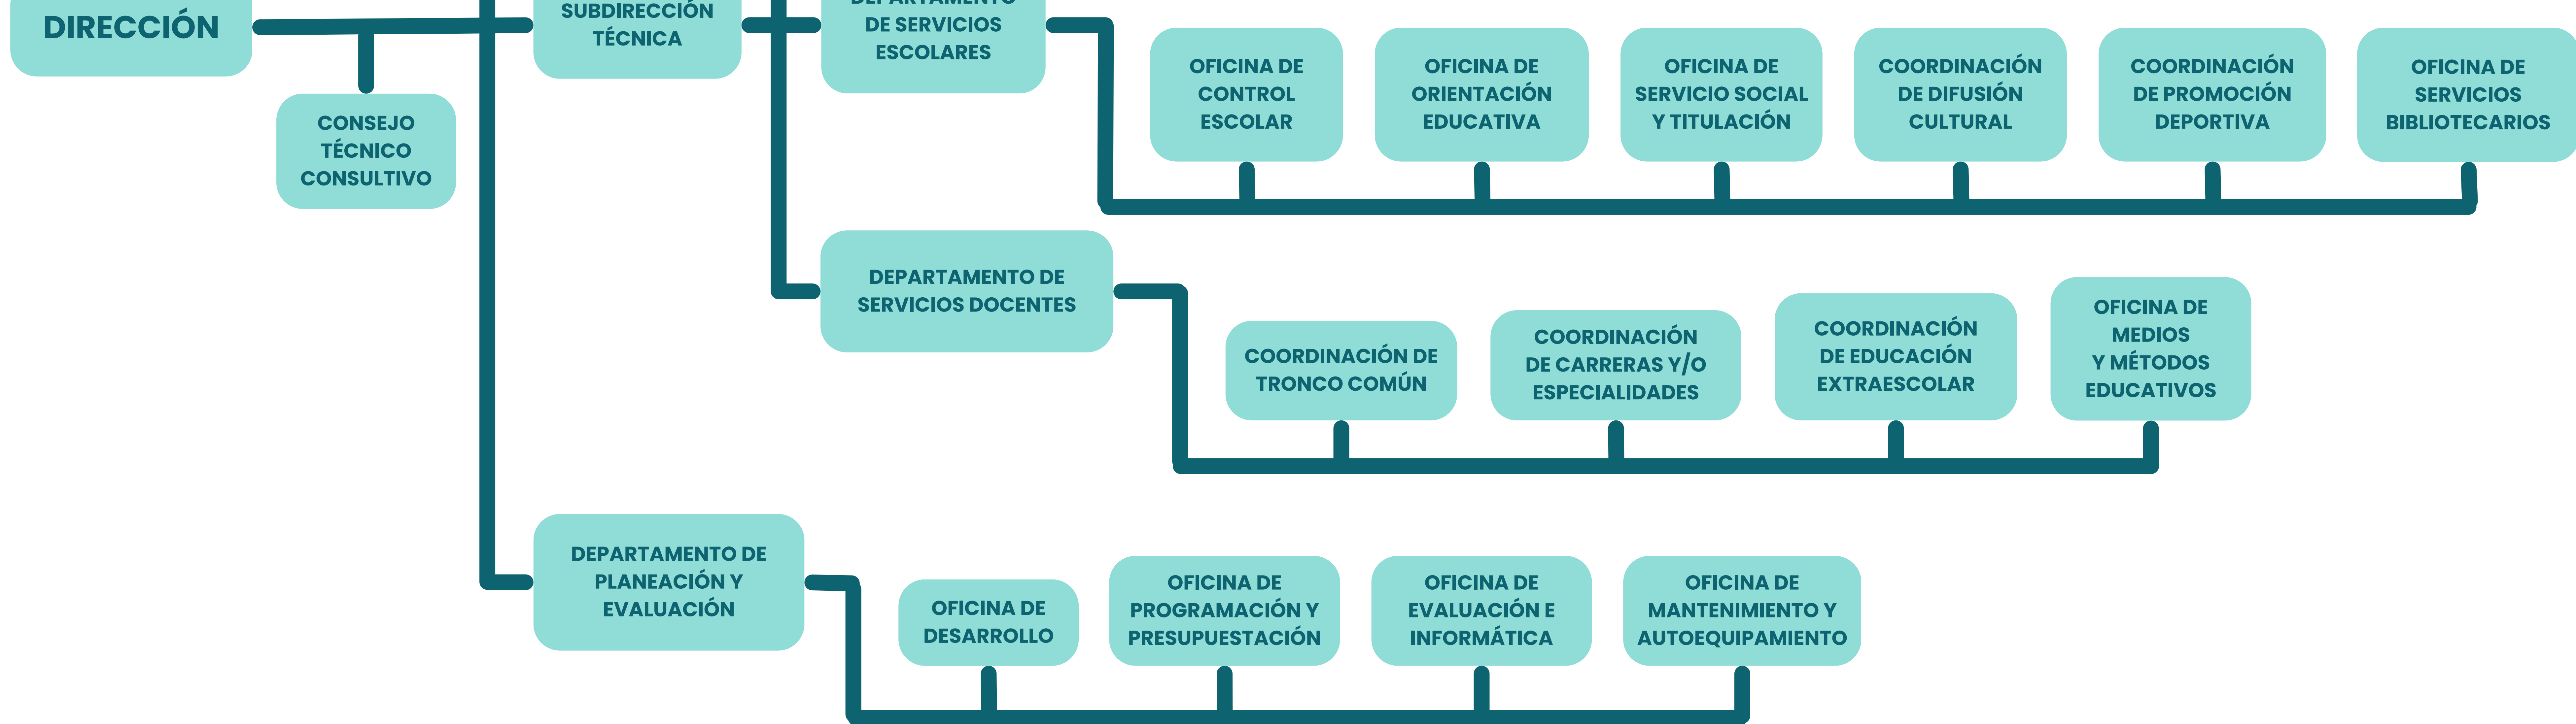 DIRECCIÓN
CONSEJO
TÉCNICO
CONSULTIVO
SUBDIRECCIÓN
TÉCNICA
DEPARTAMENTO
DE SERVICIOS
ESCOLARES
OFICINA DE
CONTROL
ESCOLAR
OFICINA DE
ORIENTACIÓN
EDUCATIVA
OFICINA DE
SERVICIO SOCIAL
Y TITULACIÓN
COORDINACIÓN
DE DIFUSIÓN
CULTURAL
COORDINACIÓN
DE PROMOCIÓN
DEPORTIVA
OFICINA DE
SERVICIOS
BIBLIOTECARIOS
DEPARTAMENTO DE
SERVICIOS DOCENTES
COORDINACIÓN DE
TRONCO COMÚN
COORDINACIÓN
DE CARRERAS Y/O
ESPECIALIDADES
COORDINACIÓN
DE EDUCACIÓN
EXTRAESCOLAR
OFICINA DE
MEDIOS
Y MÉTODOS
EDUCATIVOS
DEPARTAMENTO DE
PLANEACIÓN Y
EVALUACIÓN
OFICINA DE
DESARROLLO
OFICINA DE
PROGRAMACIÓN Y
PRESUPUESTACIÓN
OFICINA DE
EVALUACIÓN E
INFORMÁTICA
OFICINA DE
MANTENIMIENTO Y
AUTOEQUIPAMIENTO